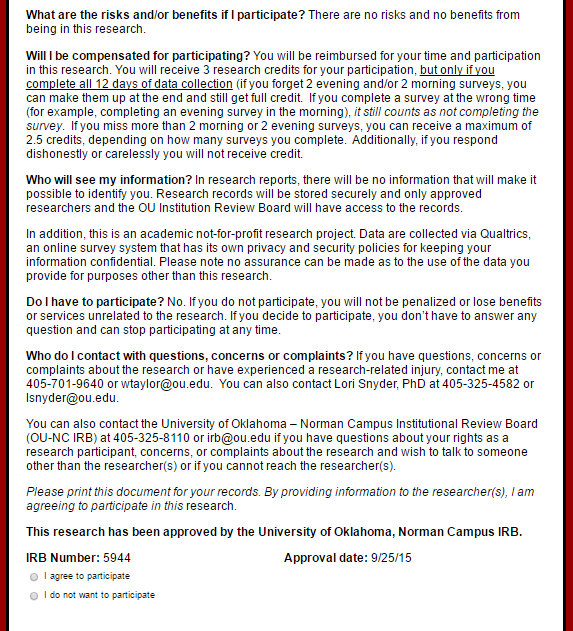 What are the risks and/or benefits if I participate? There are no risks and no benefits from
being in this research.
Will I be compensated for participating? You will be reimbursed for your time and participation
in this research. You will receive 3 research credits for your participation, but only if you
complete all 12 days of data collection (if you forget 2 evening and/or 2 morning surveys, you
can make them up at the end and still get full credit. If you complete a survey at the wrong time
(for example, completing an evening survey in the morning), it still counts as not completing the
survey. If you miss more than 2 morning or 2 evening surveys, you can receive a maximum of
2.5 credits, depending on how many surveys you complete. Additionally, if you respond
dishonestly or carelessly you will not receive credit.
Who will see my information? In research reports, there will be no information that will make it
possible to identify you. Research records will be stored securely and only approved
researchers and the OU Institution Review Board will have access to the records.
In addition, this is an academic not-for-profit research project. Data are collected via Qualtrics,
an online survey system that has its own privacy and security policies for keeping your
information confidential. Please note no assurance can be made as to the use of the data you
provide for purposes other than this research.
Do I have to participate? No. If you do not participate, you will not be penalized or lose benefits
or services unrelated to the research. If you decide to participate, you don't have to answer any
question and can stop participating at any time.
Who do I contact with questions, concerns or complaints? If you have questions, concerns or
complaints about the research or have experienced a research-related injury, contact me at
405-701-9640 or wtaylor@ou.edu. You can also contact Lori Snyder, PhD at 405-325-4582 or
lsnyder@ou.edu.
You can also contact the University of Oklahoma – Norman Campus Institutional Review Board
(OU-NC IRB) at 405-325-8110 or irb@ou.edu if you have questions about your rights as a
research participant, concerns, or complaints about the research and wish to talk to someone
other than the researcher(s) or if you cannot reach the researcher(s).
Please print this document for your records. By providing information to the researcher(s), I am
agreeing to participate in this research.
This research has been approved by the University of Oklahoma, Norman Campus IRB.
IRB Number: 5944 Approval date: 9/25/15
I agree to participate
I do not want to participate